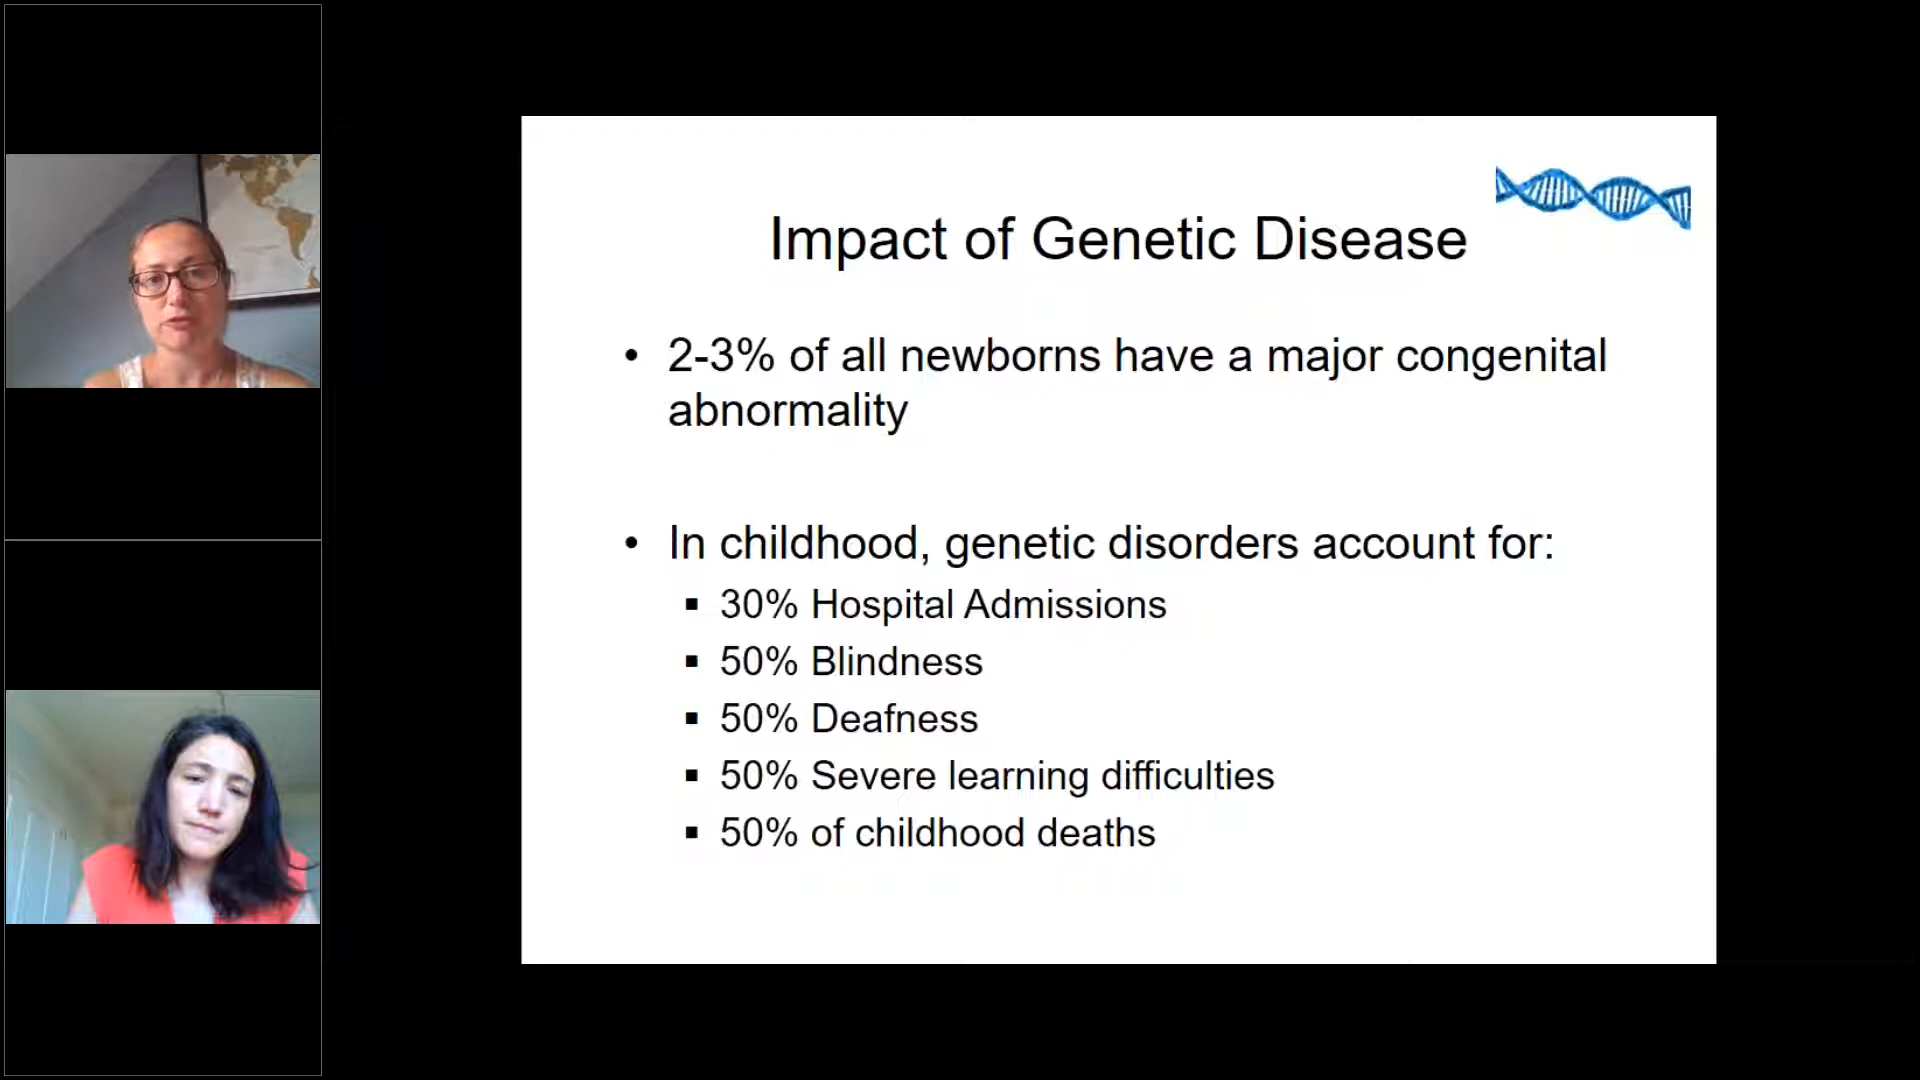 Impact of Genetic Disease
• 2-3% of all newborns have a major congenital
abnormality
• In childhood, genetic disorders account for:
▪ 30% Hospital Admissions
▪ 50% Blindness
▪ 50% Deafness
▪ 50% Severe learning difficulties
▪ 50% of childhood deaths